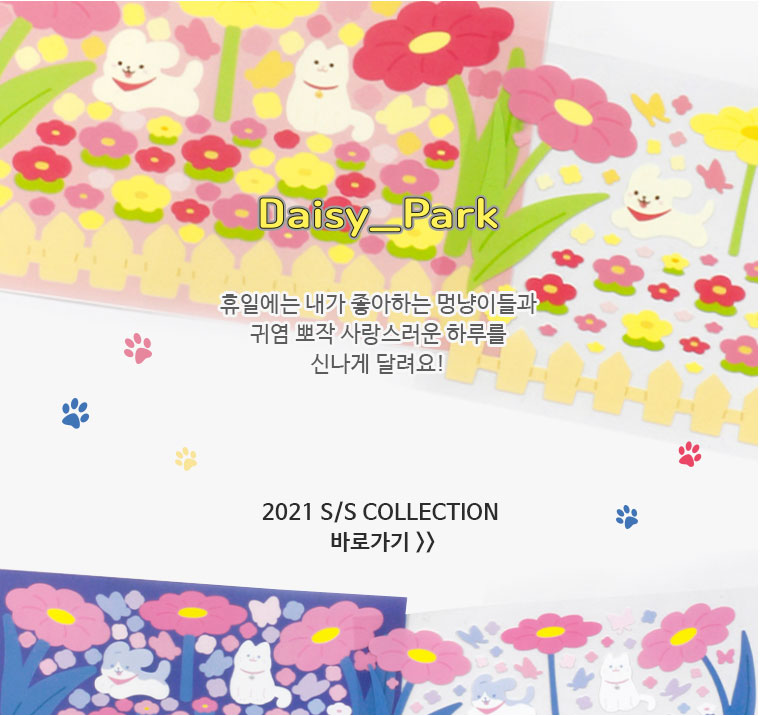 Daisy_Park
휴일에는 내가 좋아하는 멍냥이들과
귀염 뽀작 사랑스러운 하루를
신나게 달려요!
2021 S/S COLLECTION
바로가기 >>